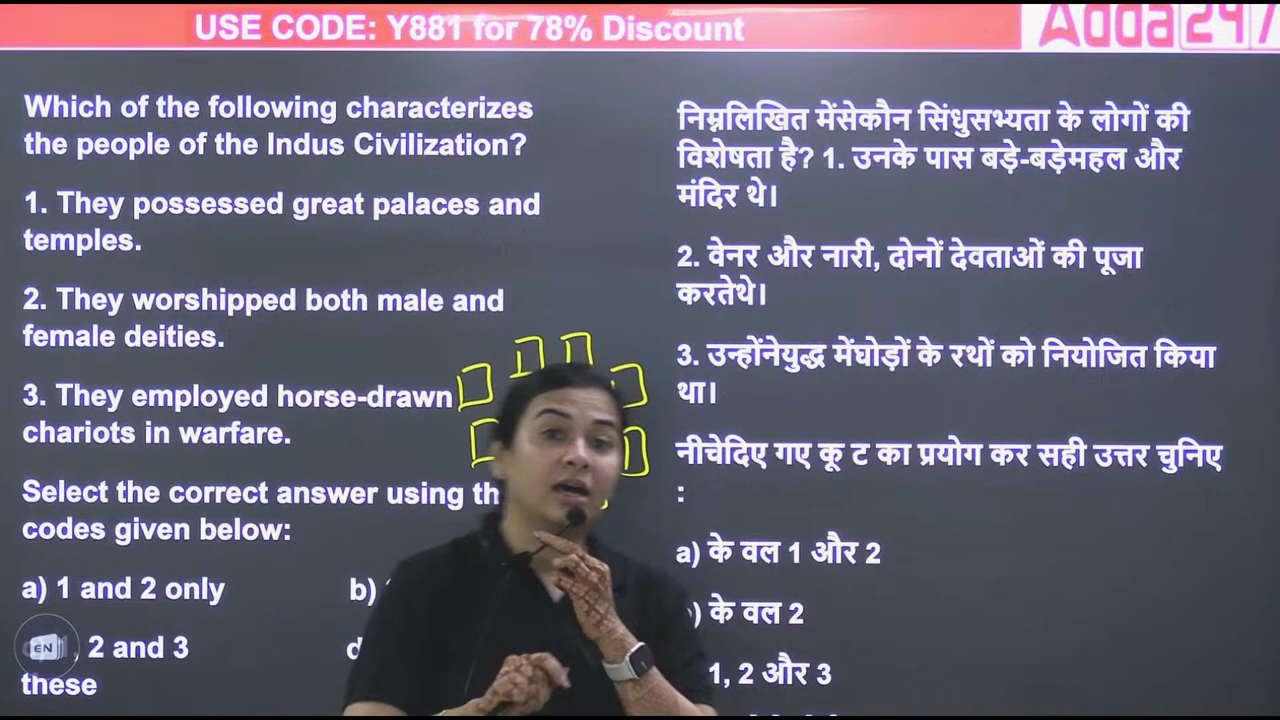 USE CODE: Y881 for 78% Discount
Adda247
Which of the following characterizes
the people of the Indus Civilization?
1. They possessed great palaces and
temples.
2. They worshipped both male and
female deities.
3. They employed horse-drawn
chariots in warfare.
Select the correct answer using th
codes given below:
a) 1 and 2 only
b)
2 and 3
d
these
EN
निम्नलिखित मेंसेकौन सिंधुसभ्यता के लोगों की
विशेषता है? 1. उनके पास बड़े-बड़ेमहल और
मंदिर थे।
2. वेनर और नारी, दोनों देवताओं की पूजा
करतेथे।
3. उन्होंनेयुद्ध मेंघोड़ों के रथों को नियोजित किया
था।
नीचेदिए गए कू ट का प्रयोग कर सही उत्तर चुनिए
:
a) के वल 1 और 2
) के वल 2
1, 2 और 3